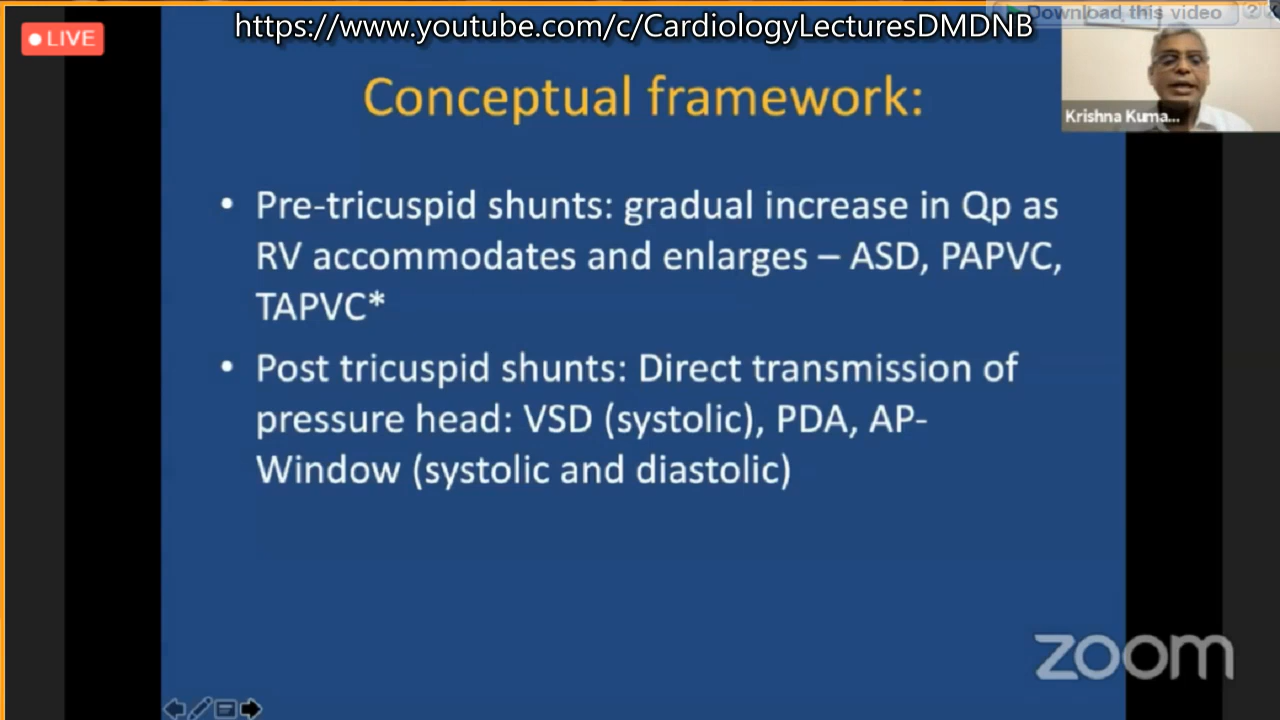 https://www.youtube.com/c/CardiologyLecturesDMDNB
Download this video
LIVE
Krishna Kuma...
Conceptual framework:
• Pre-tricuspid shunts: gradual increase in Qp as
RV accommodates and enlarges – ASD, PAPVC,
TAPVC*
• Post tricuspid shunts: Direct transmission of
pressure head: VSD (systolic), PDA, AP-
Window (systolic and diastolic)
zoom